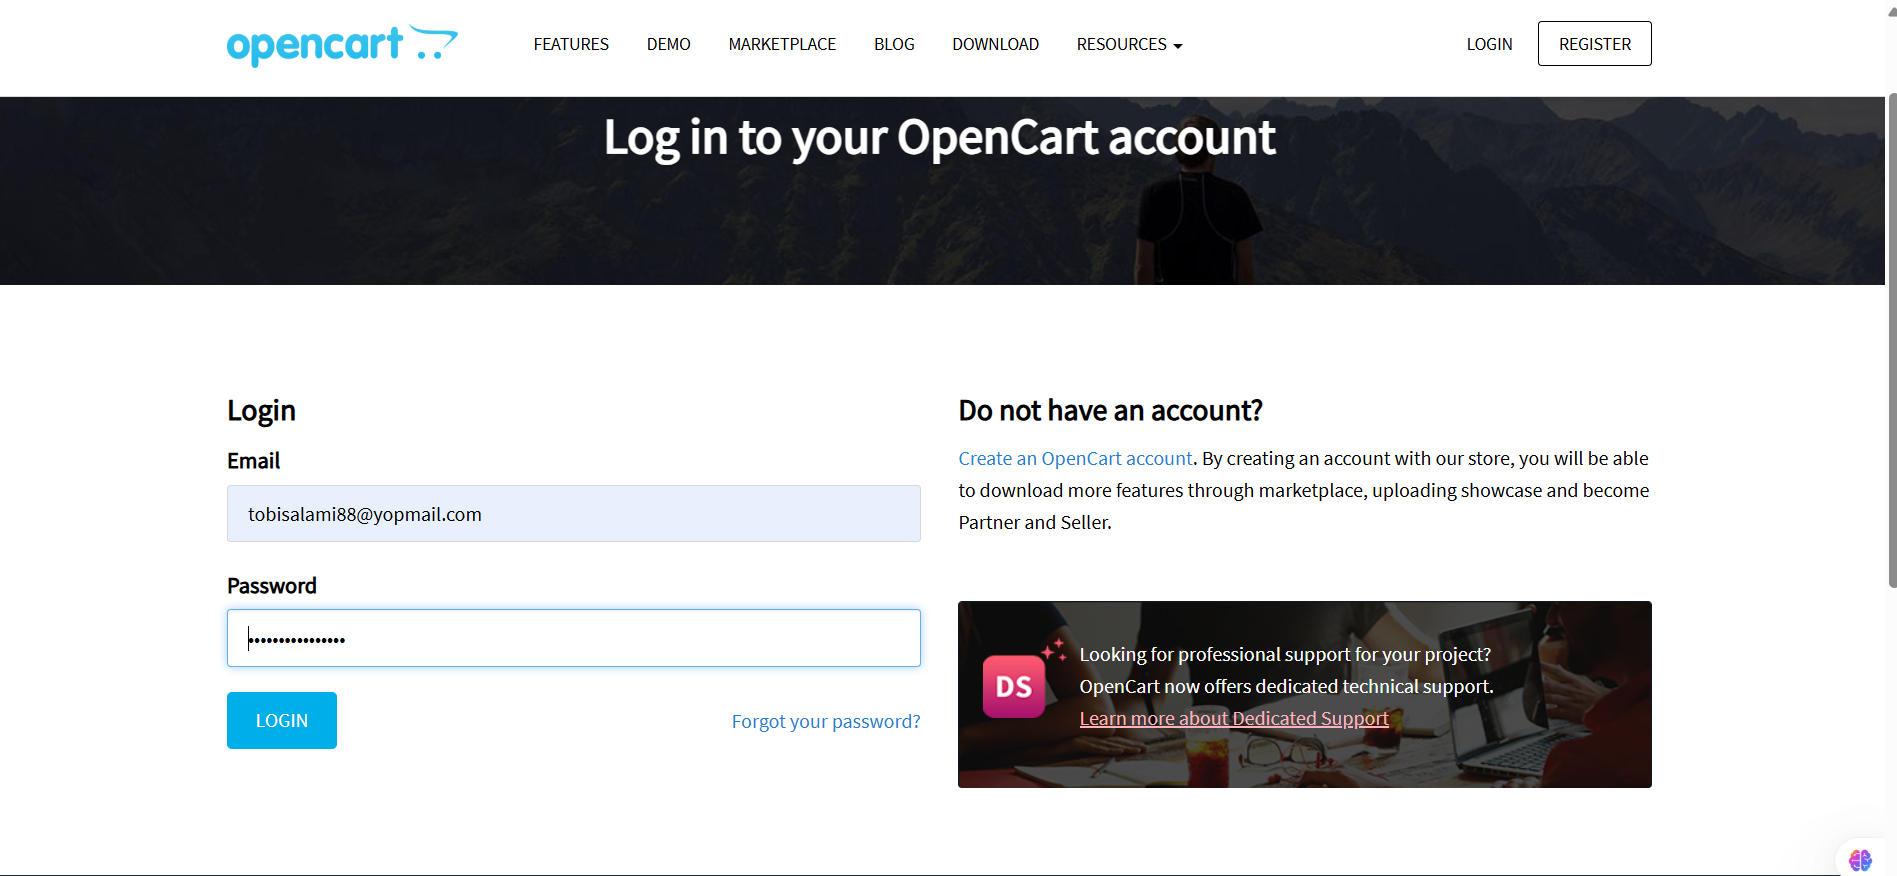 opencart
FEATURES
DEMO
MARKETPLACE
BLOG
DOWNLOAD
RESOURCES
LOGIN
REGISTER
Log in to your OpenCart account
Login
Email
tobisalami88@yopmail.com
Password
••••••••••••••••
LOGIN
Forgot your password?
Do not have an account?
Create an OpenCart account. By creating an account with our store, you will be able
to download more features through marketplace, uploading showcase and become
Partner and Seller.
DS
Looking for professional support for your project?
OpenCart now offers dedicated technical support.
Learn more about Dedicated Support